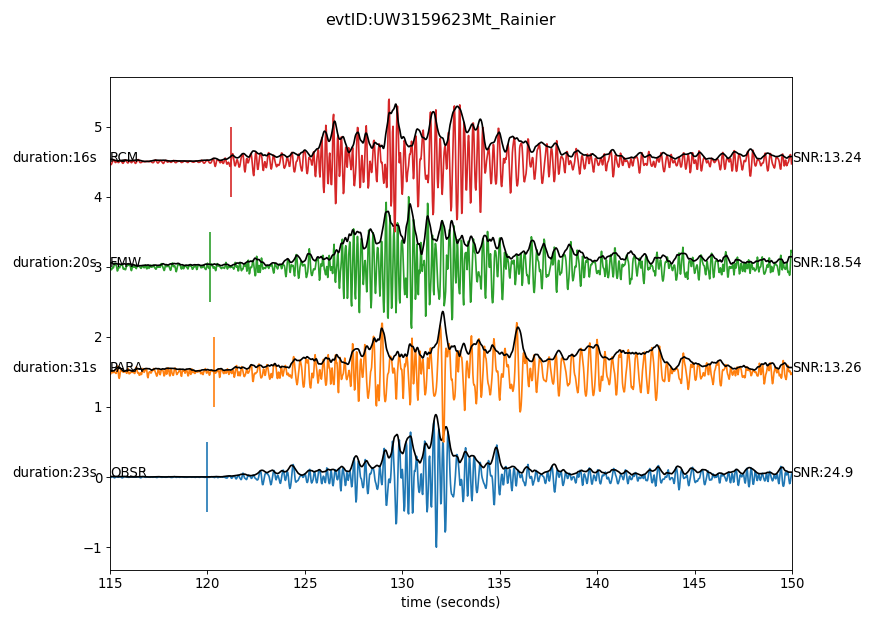 evtID:UW3159623Mt_Rainier
5
duration:16s RCM SNR:13.24
4
duration:20s 3 FMW SNR:18.54
2
duration:31s PARA SNR:13.26
1
duration:23s 0 OBSR SNR:24.9
−1
115 120 125 130 135 140 145 150
time (seconds)